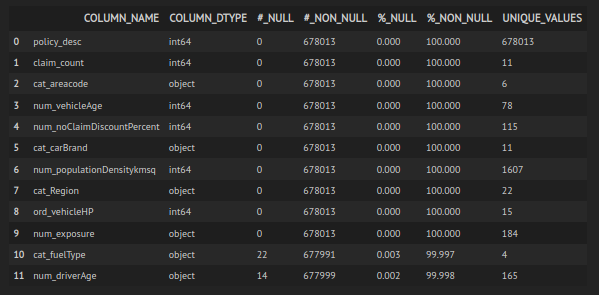 COLUMN_NAME COLUMN_DTYPE #_NULL #_NON_NULL %_NULL %_NON_NULL UNIQUE_VALUES
0 policy_desc int64 0 678013 0.000 100.000 678013
1 claim_count int64 0 678013 0.000 100.000 11
2 cat_areacode object 0 678013 0.000 100.000 6
3 num_vehicleAge int64 0 678013 0.000 100.000 78
4 num_noClaimDiscountPercent int64 0 678013 0.000 100.000 115
5 cat_carBrand object 0 678013 0.000 100.000 11
6 num_populationDensitykmsq int64 0 678013 0.000 100.000 1607
7 cat_Region object 0 678013 0.000 100.000 22
8 ord_vehicleHP int64 0 678013 0.000 100.000 15
9 num_exposure object 0 678013 0.000 100.000 184
10 cat_fuelType object 22 677991 0.003 99.997 4
11 num_driverAge object 14 677999 0.002 99.998 165